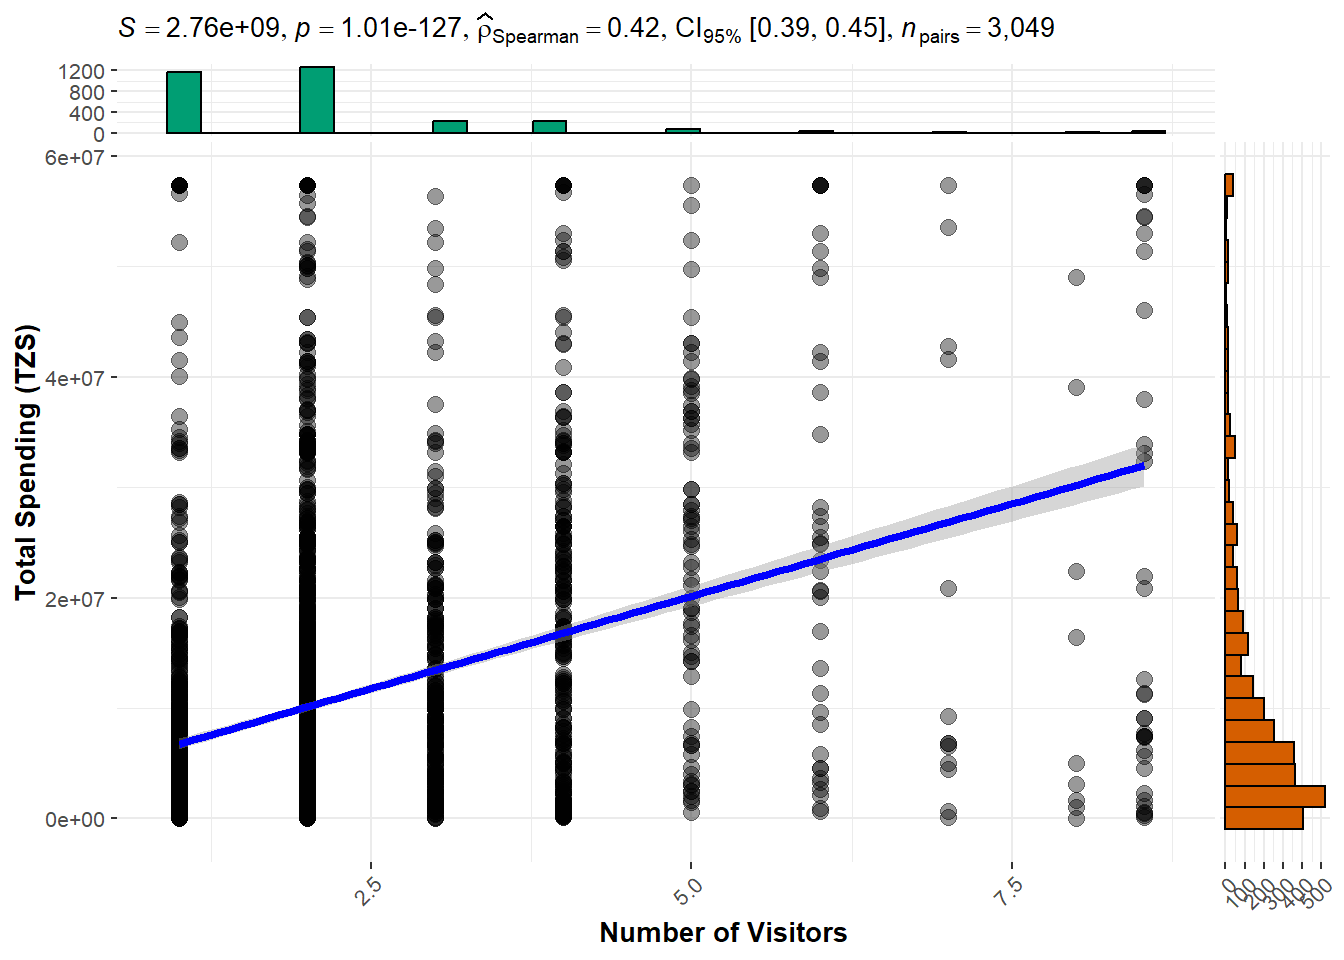 S = 2.76e+09, p = 1.01e-127, ρ̂Spearman = 0.42, CI95% [0.39, 0.45], npairs = 3,049
1200
800
400
0
6e+07
4e+07
2e+07
0e+00
Total Spending (TZS)
2.5 5.0 7.5
0 100 200 300 400 500
Number of Visitors